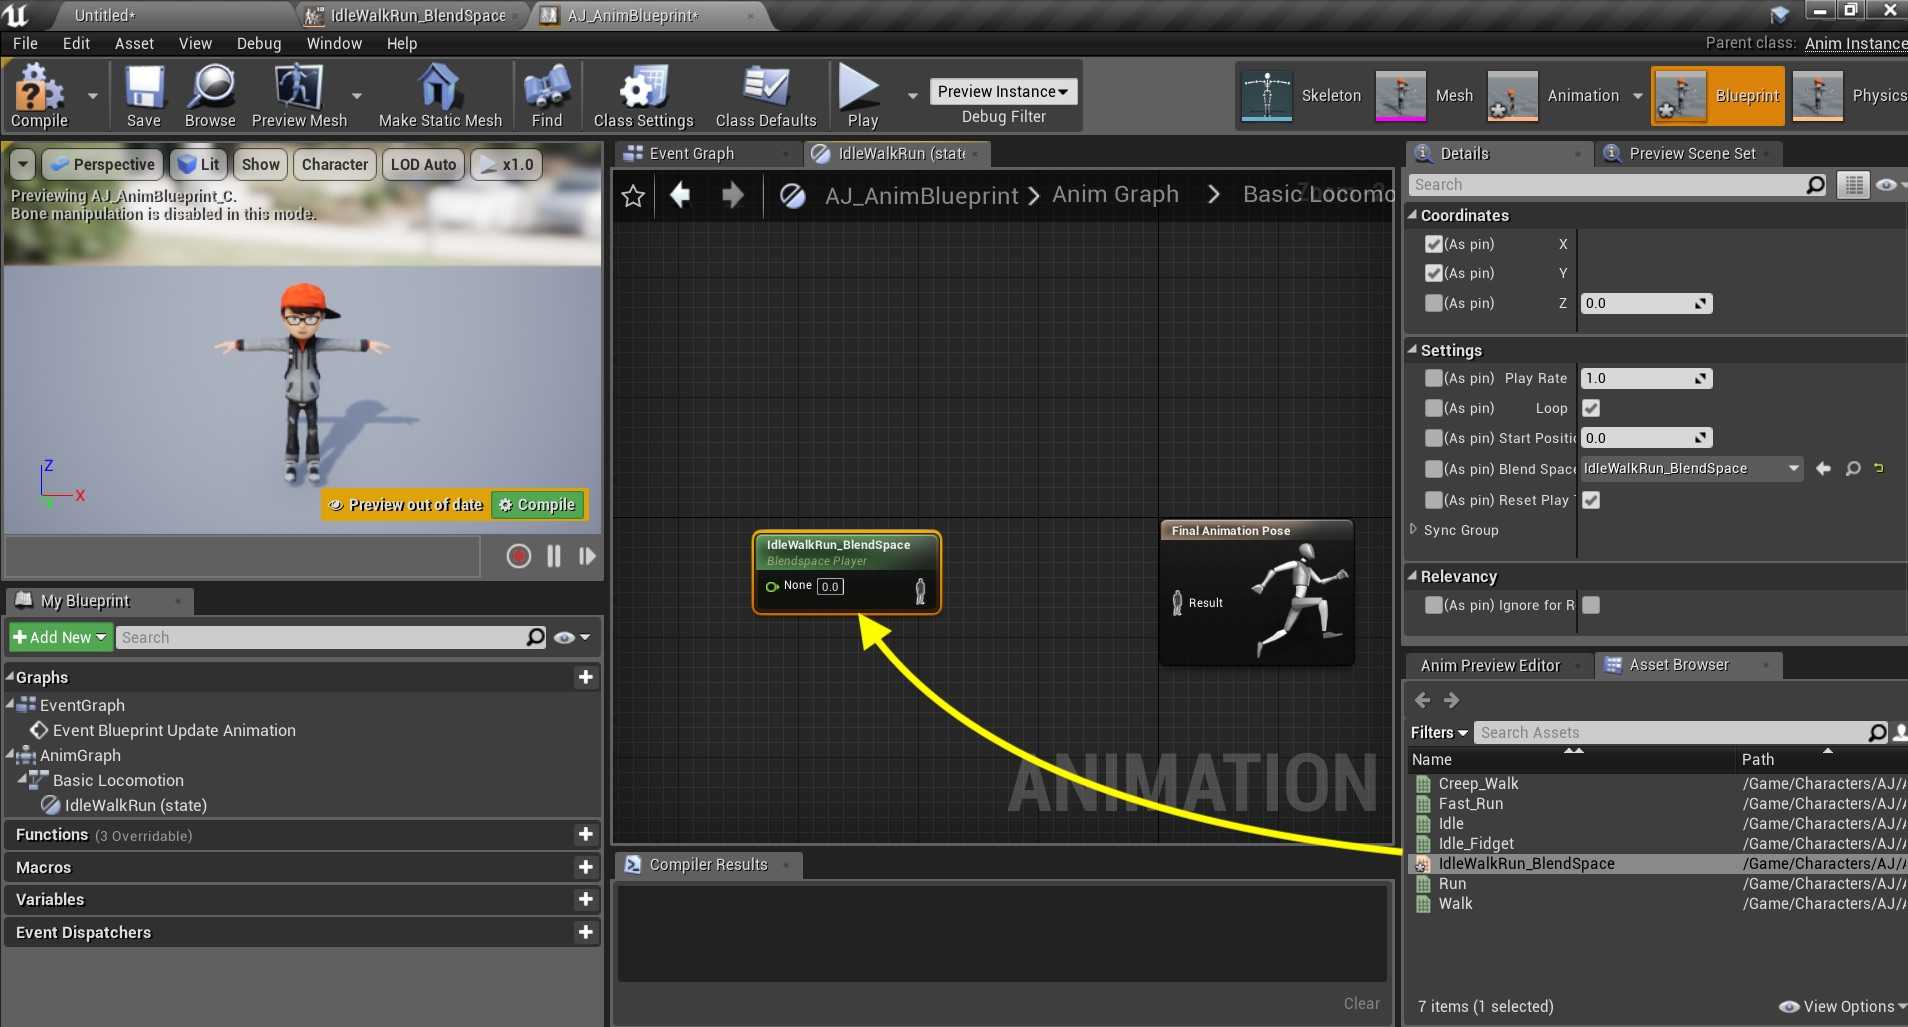 Untitled*
IdleWalkRun_BlendSpace
AJ_AnimBlueprint*
File Edit Asset View Debug Window Help
Parent class: Anim Instance
Compile
Save
Browse
Preview Mesh
Make Static Mesh
Find
Class Settings
Class Defaults
Play
Preview Instance
Debug Filter
Skeleton
Mesh
Animation
Blueprint
Physics
Perspective
Lit
Show
Character
LOD Auto
x1.0
Previewing AJ_AnimBlueprint_C.
Bone manipulation is disabled in this mode.
Z
X
Preview out of date
Compile
My Blueprint
Add New
Search
Graphs
EventGraph
Event Blueprint Update Animation
AnimGraph
Basic Locomotion
IdleWalkRun (state)
Functions (3 Overridable)
Macros
Variables
Event Dispatchers
Event Graph
IdleWalkRun (state
AJ_AnimBlueprint > Anim Graph > Basic Locomo
IdleWalkRun_BlendSpace
Blendspace Player
None 0.0
Final Animation Pose
Result
ANIMATION
Compiler Results
Clear
Details
Preview Scene Set
Search
Coordinates
(As pin) X
(As pin) Y
(As pin) Z 0.0
Settings
(As pin) Play Rate 1.0
(As pin) Loop
(As pin) Start Positi 0.0
(As pin) Blend Space IdleWalkRun_BlendSpace
(As pin) Reset Play T
Sync Group
Relevancy
(As pin) Ignore for R
Anim Preview Editor
Asset Browser
Filters
Search Assets
Name Path
Creep_Walk /Game/Characters/AJ/
Fast_Run /Game/Characters/AJ/
Idle /Game/Characters/AJ/
Idle_Fidget /Game/Characters/AJ/
IdleWalkRun_BlendSpace /Game/Characters/AJ/
Run /Game/Characters/AJ/
Walk /Game/Characters/AJ/
7 items (1 selected)
View Options